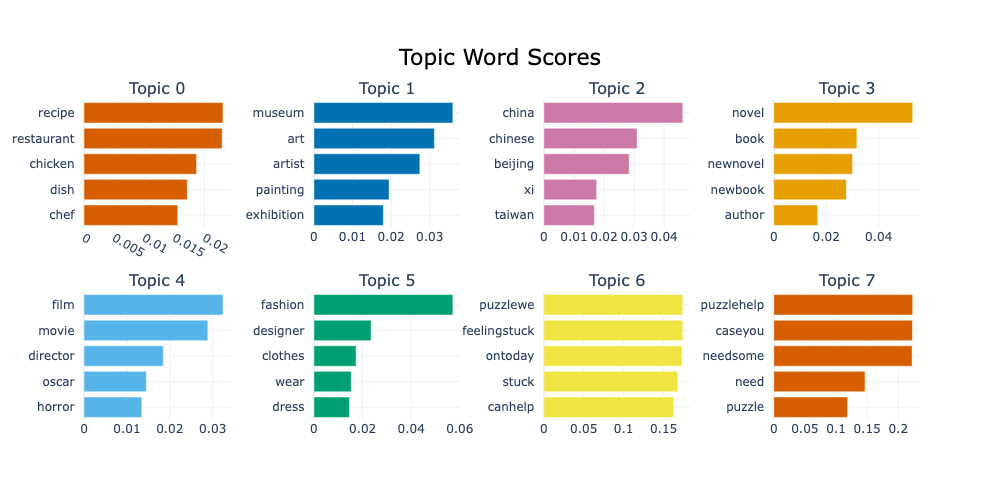 Topic Word Scores
Topic 0
recipe
restaurant
chicken
dish
chef
0 0.005 0.01 0.015 0.02
Topic 1
museum
art
artist
painting
exhibition
0 0.01 0.02 0.03
Topic 2
china
chinese
beijing
xi
taiwan
0 0.01 0.02 0.03 0.04
Topic 3
novel
book
newnovel
newbook
author
0 0.02 0.04
Topic 4
film
movie
director
oscar
horror
0 0.01 0.02 0.03
Topic 5
fashion
designer
clothes
wear
dress
0 0.02 0.04 0.06
Topic 6
puzzlewe
feelingstuck
ontoday
stuck
canhelp
0 0.05 0.1 0.15
Topic 7
puzzlehelp
caseyou
needsome
need
puzzle
0 0.05 0.1 0.15 0.2